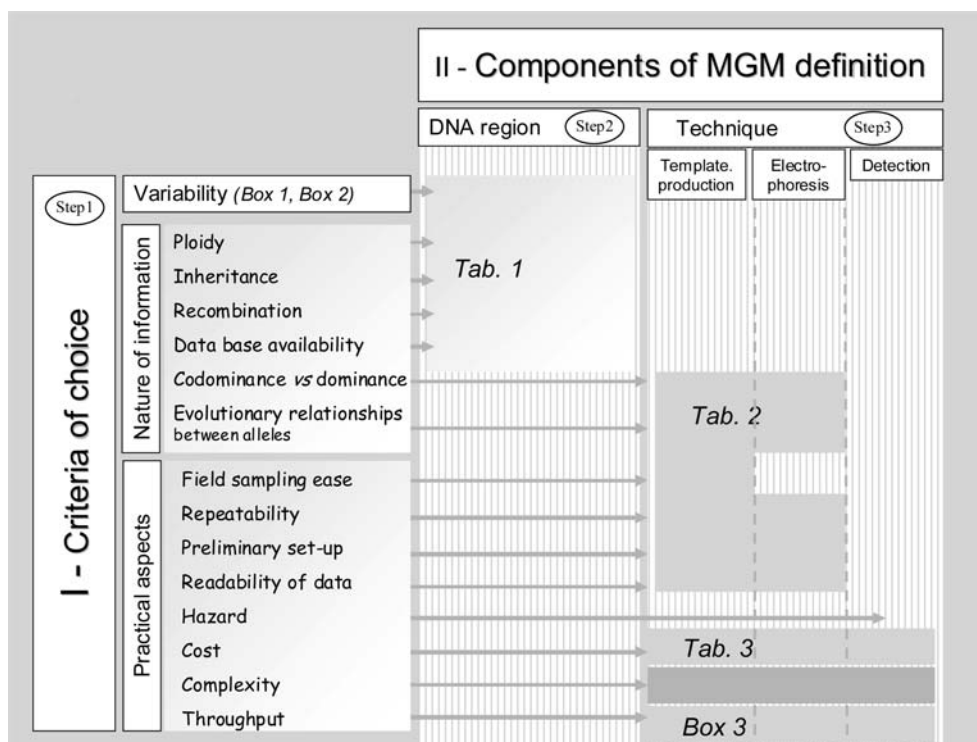 II - Components of MGM definition
DNA region
Step2
Technique
Step3
Template.
production
Electro-
phoresis
Detection
Step1
I - Criteria of choice
Variability (Box 1, Box 2)
Nature of information
Ploidy
Inheritance
Recombination
Data base availability
Codominance vs dominance
Evolutionary relationships
between alleles
Tab. 1
Tab. 2
Practical aspects
Field sampling ease
Repeatability
Preliminary set-up
Readability of data
Hazard
Cost
Complexity
Throughput
Tab. 3
Box 3